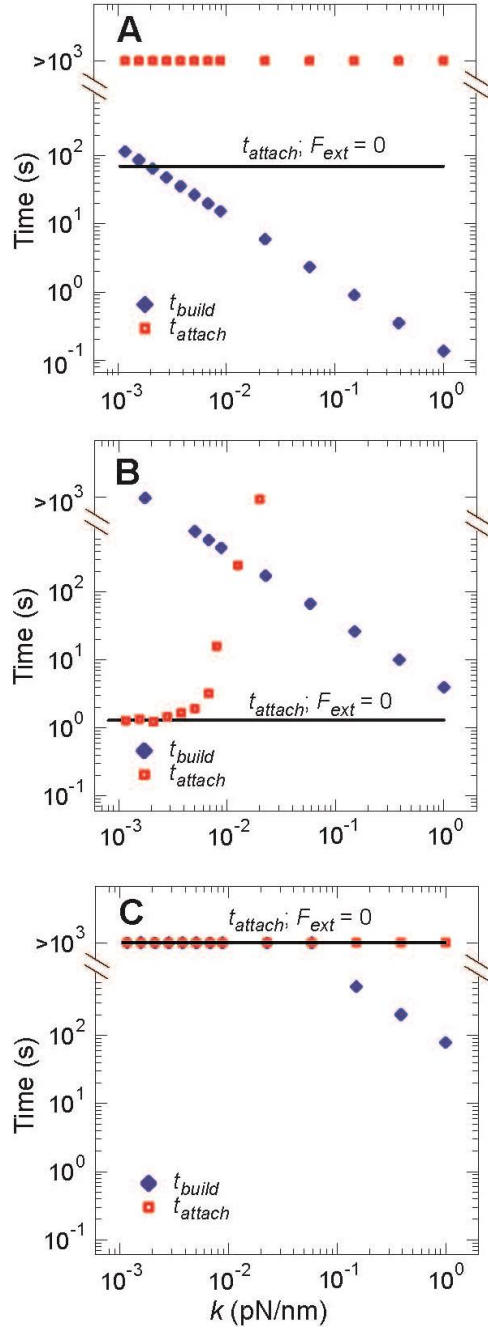 A
>10³
t_attach; F_ext = 0
10²
Time (s)
10¹
10⁰
t_build
t_attach
10⁻¹
10⁻³ 10⁻² 10⁻¹ 10⁰
B
>10³
10²
Time (s)
10¹
t_attach; F_ext = 0
10⁰
t_build
t_attach
10⁻¹
10⁻³ 10⁻² 10⁻¹ 10⁰
C
t_attach; F_ext = 0
>10³
10²
Time (s)
10¹
10⁰
t_build
t_attach
10⁻¹
10⁻³ 10⁻² 10⁻¹ 10⁰
k (pN/nm)